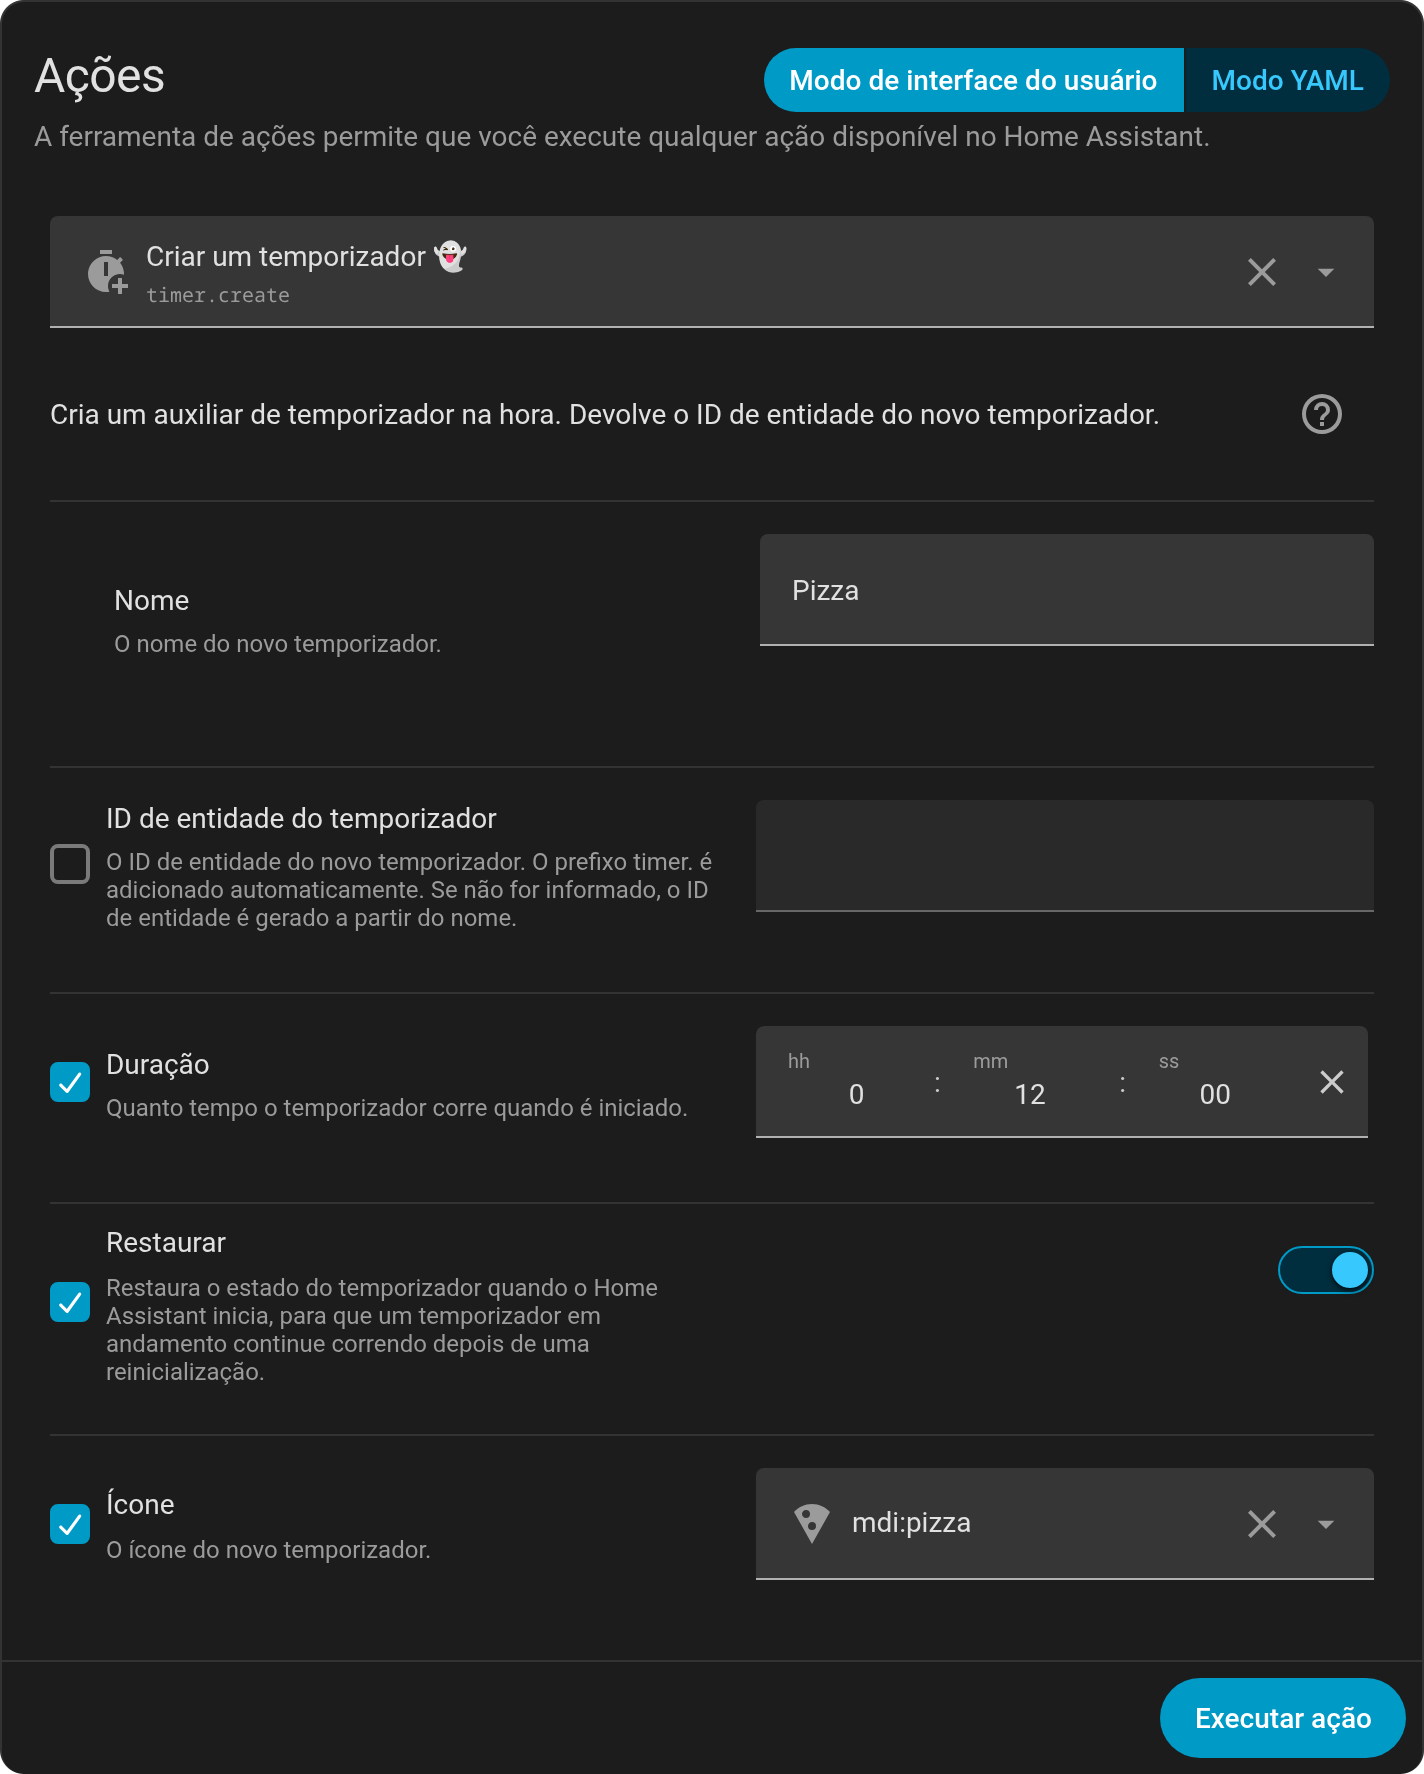 Ações
Modo de interface do usuário
Modo YAML
A ferramenta de ações permite que você execute qualquer ação disponível no Home Assistant.
Criar um temporizador 👻
timer.create
Cria um auxiliar de temporizador na hora. Devolve o ID de entidade do novo temporizador.
Nome
O nome do novo temporizador.
Pizza
ID de entidade do temporizador
O ID de entidade do novo temporizador. O prefixo timer. é
adicionado automaticamente. Se não for informado, o ID
de entidade é gerado a partir do nome.
Duração
Quanto tempo o temporizador corre quando é iniciado.
hh mm ss
0 : 12 : 00
Restaurar
Restaura o estado do temporizador quando o Home
Assistant inicia, para que um temporizador em
andamento continue correndo depois de uma
reinicialização.
Ícone
O ícone do novo temporizador.
mdi:pizza
Executar ação